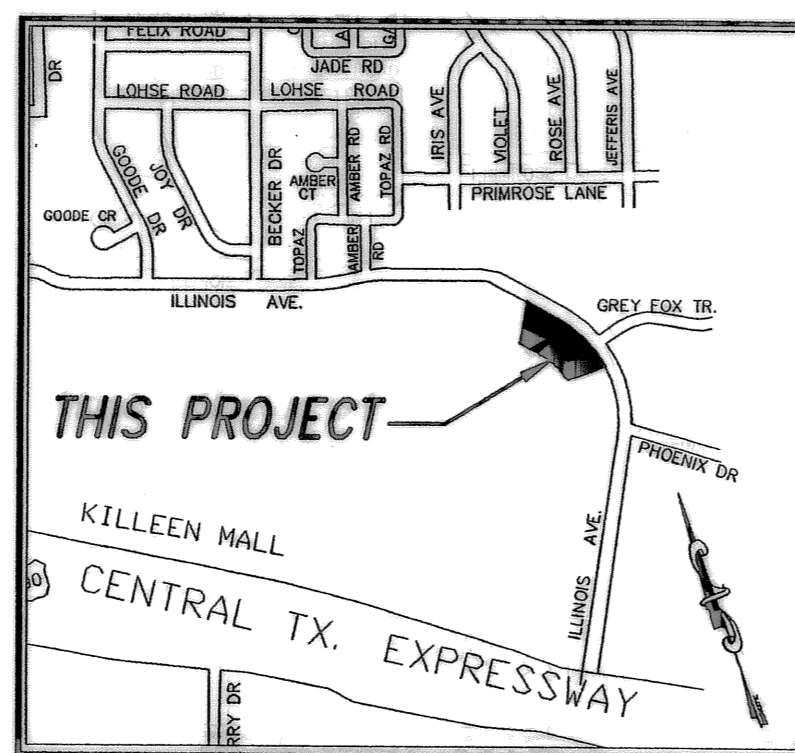 FELIX ROAD
DR
JADE RD
LOHSE ROAD
LOHSE ROAD
IRIS AVE
VIOLET
ROSE AVE
JEFFERIS AVE
GOODE DR
JOY DR
BECKER DR
AMBER CT
AMBER RD
TOPAZ RD
PRIMROSE LANE
GOODE CR
TOPAZ
AMBER RD
ILLINOIS AVE.
GREY FOX TR.
THIS PROJECT
PHOENIX DR
KILLEEN MALL
ILLINOIS AVE.
CENTRAL TX. EXPRESSWAY
RRY DR